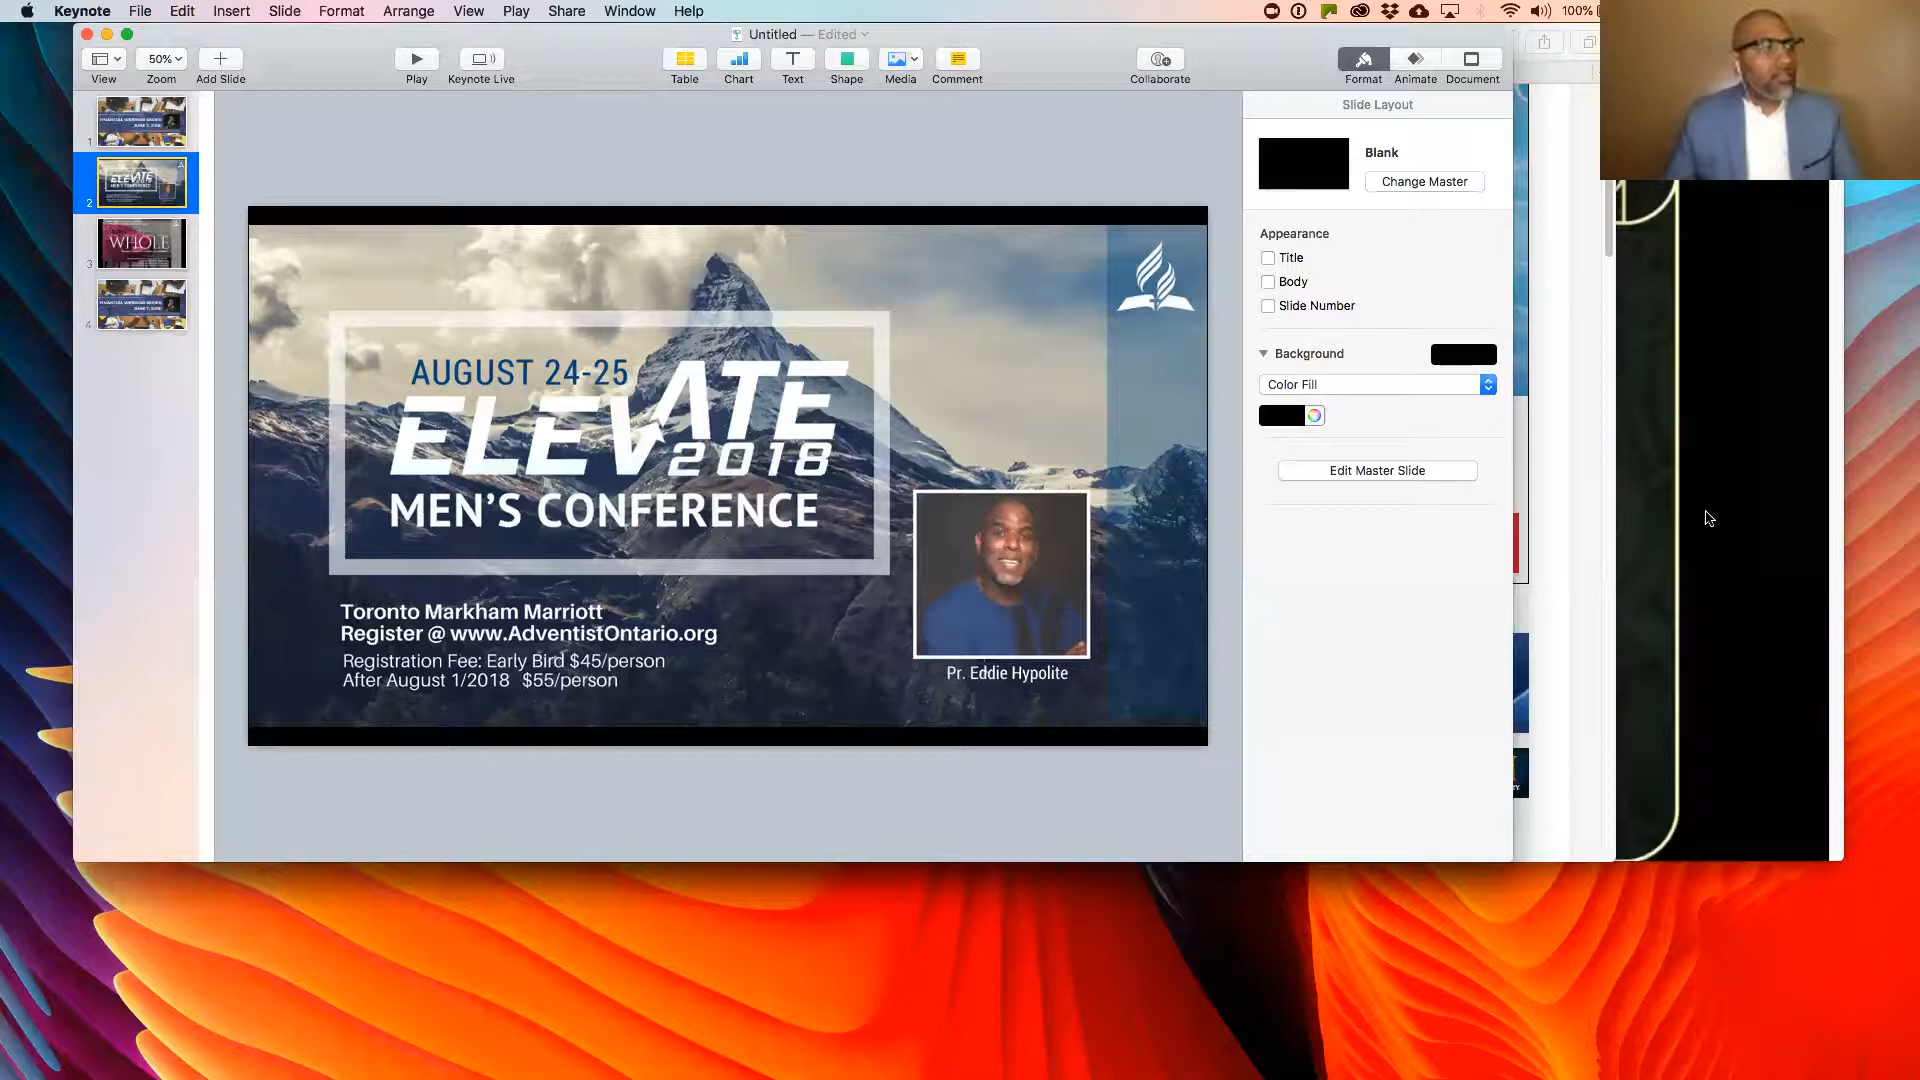 Keynote File Edit Insert Slide Format Arrange View Play Share Window Help
100%
Untitled — Edited
50%
View Zoom Add Slide
Play Keynote Live
Table Chart Text Shape Media Comment
Collaborate
Format Animate Document
Slide Layout
Blank
Change Master
Appearance
Title
Body
Slide Number
Background
Color Fill
Edit Master Slide
1
2
3
WHOLE
4
AUGUST 24-25
ELEVATE
2018
MEN'S CONFERENCE
Toronto Markham Marriott
Register @ www.AdventistOntario.org
Registration Fee: Early Bird $45/person
After August 1/2018 $55/person
Pr. Eddie Hypolite